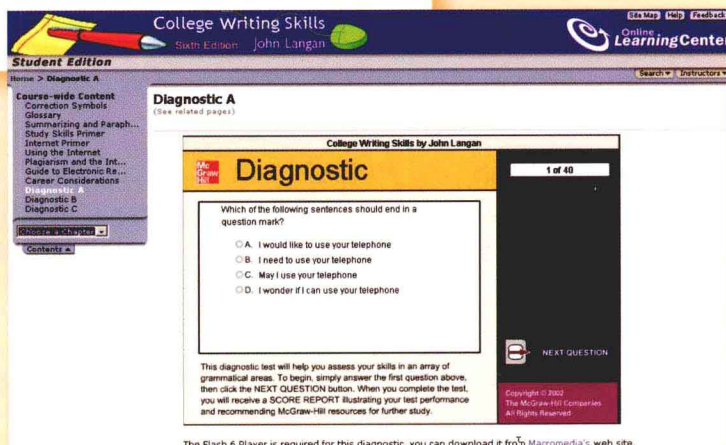 College Writing Skills
Sixth Edition John Langan
Site Map Help Feedback
Online
LearningCenter
Student Edition
Home > Diagnostic A
Search Instructors
Course-wide Content
Correction Symbols
Glossary
Summarizing and Paraph...
Study Skills Primer
Internet Primer
Using the Internet
Plagiarism and the Int...
Guide to Electronic Re...
Career Considerations
Diagnostic A
Diagnostic B
Diagnostic C
Choose a Chapter
Contents
Diagnostic A
(See related pages)
College Writing Skills by John Langan
Mc
Graw
Hill
Diagnostic
1 of 40
Which of the following sentences should end in a
question mark?
A. I would like to use your telephone
B. I need to use your telephone
C. May I use your telephone
D. I wonder if I can use your telephone
NEXT QUESTION
This diagnostic test will help you assess your skills in an array of
grammatical areas. To begin, simply answer the first question above,
then click the NEXT QUESTION button. When you complete the test,
you will receive a SCORE REPORT illustrating your test performance
and recommending McGraw-Hill resources for further study.
Copyright © 2002
The McGraw-Hill Companies
All Rights Reserved
The Flash 6 Player is required for this diagnostic, you can download it from Macromedia's web site.